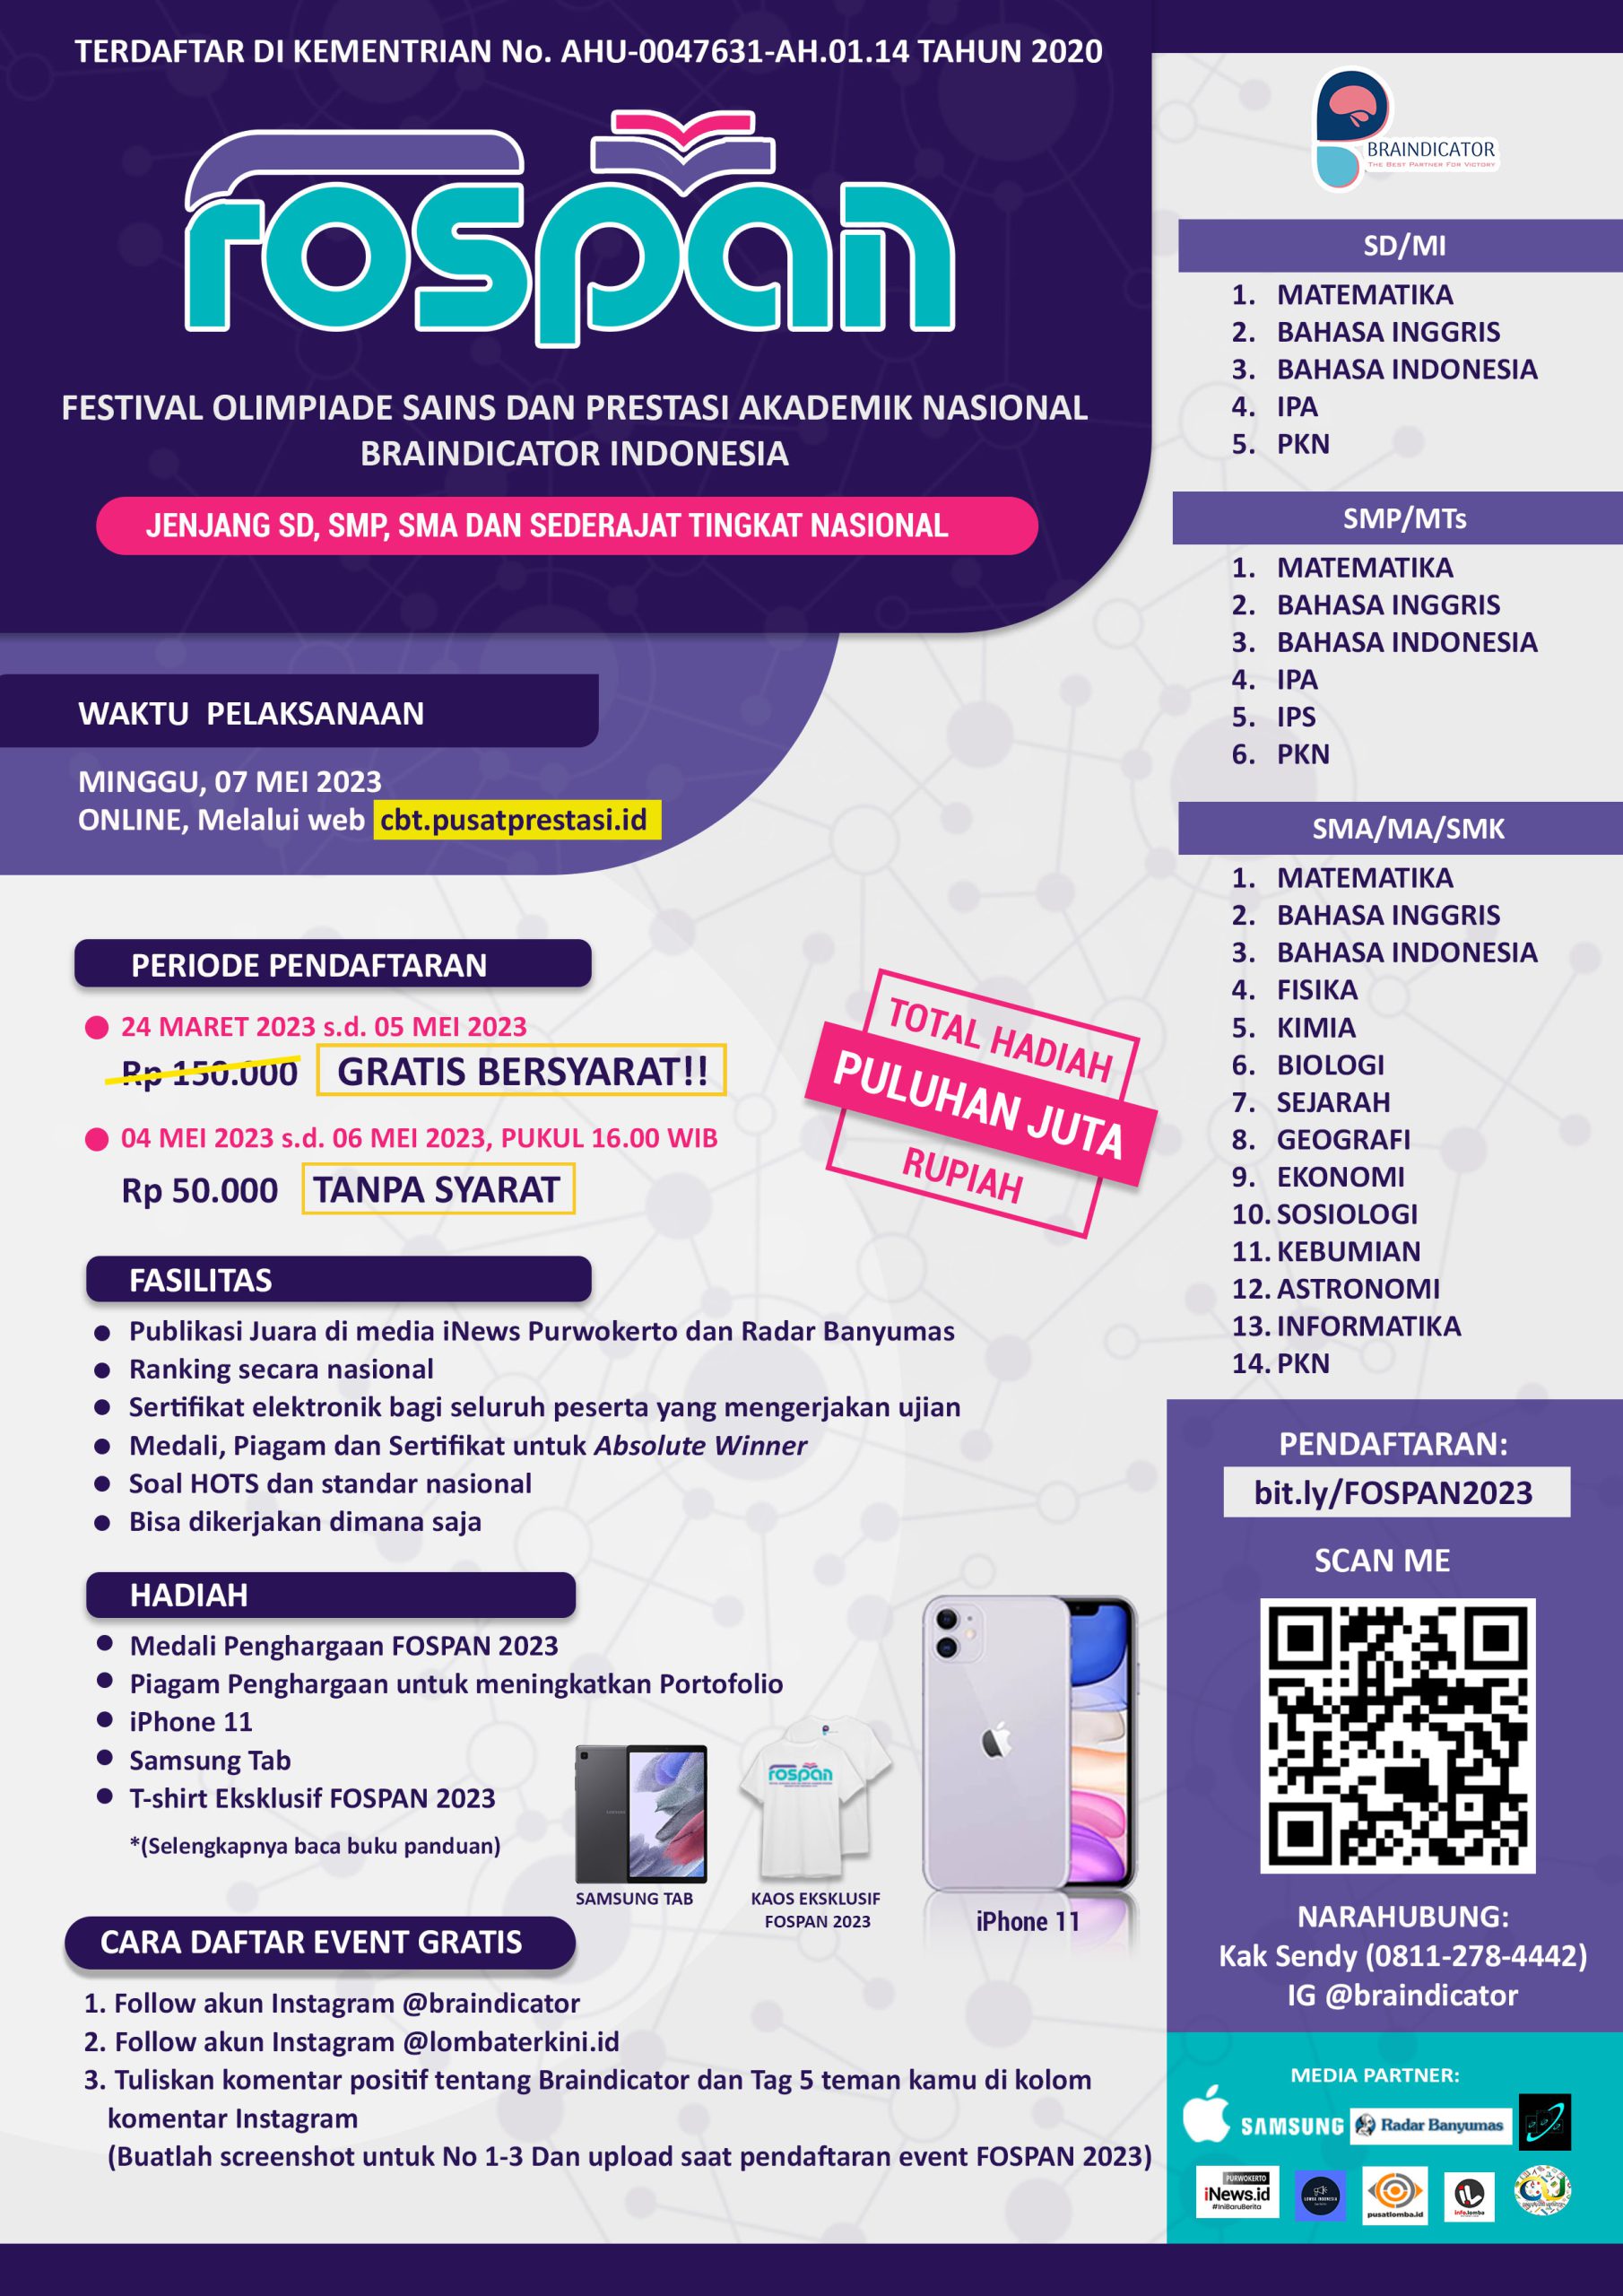 TERDAFTAR DI KEMENTRIAN No. AHU-0047631-AH.01.14 TAHUN 2020
fospan
FESTIVAL OLIMPIADE SAINS DAN PRESTASI AKADEMIK NASIONAL
BRAINDICATOR INDONESIA
JENJANG SD, SMP, SMA DAN SEDERAJAT TINGKAT NASIONAL
WAKTU PELAKSANAAN
MINGGU, 07 MEI 2023
ONLINE, Melalui web cbt.pusatprestasi.id
PERIODE PENDAFTARAN
24 MARET 2023 s.d. 05 MEI 2023
Rp 150.000 GRATIS BERSYARAT!!
04 MEI 2023 s.d. 06 MEI 2023, PUKUL 16.00 WIB
Rp 50.000 TANPA SYARAT
TOTAL HADIAH
PULUHAN JUTA
RUPIAH
FASILITAS
Publikasi Juara di media iNews Purwokerto dan Radar Banyumas
Ranking secara nasional
Sertifikat elektronik bagi seluruh peserta yang mengerjakan ujian
Medali, Piagam dan Sertifikat untuk Absolute Winner
Soal HOTS dan standar nasional
Bisa dikerjakan dimana saja
HADIAH
Medali Penghargaan FOSPAN 2023
Piagam Penghargaan untuk meningkatkan Portofolio
iPhone 11
Samsung Tab
T-shirt Eksklusif FOSPAN 2023
*(Selengkapnya baca buku panduan)
SAMSUNG TAB
fospan
KAOS EKSKLUSIF
FOSPAN 2023
iPhone 11
CARA DAFTAR EVENT GRATIS
1. Follow akun Instagram @braindicator
2. Follow akun Instagram @lombaterkini.id
3. Tuliskan komentar positif tentang Braindicator dan Tag 5 teman kamu di kolom
komentar Instagram
(Buatlah screenshot untuk No 1-3 Dan upload saat pendaftaran event FOSPAN 2023)
BRAINDICATOR
THE BEST PARTNER FOR VICTORY
SD/MI
1. MATEMATIKA
2. BAHASA INGGRIS
3. BAHASA INDONESIA
4. IPA
5. PKN
SMP/MTs
1. MATEMATIKA
2. BAHASA INGGRIS
3. BAHASA INDONESIA
4. IPA
5. IPS
6. PKN
SMA/MA/SMK
1. MATEMATIKA
2. BAHASA INGGRIS
3. BAHASA INDONESIA
4. FISIKA
5. KIMIA
6. BIOLOGI
7. SEJARAH
8. GEOGRAFI
9. EKONOMI
10. SOSIOLOGI
11. KEBUMIAN
12. ASTRONOMI
13. INFORMATIKA
14. PKN
PENDAFTARAN:
bit.ly/FOSPAN2023
SCAN ME
NARAHUBUNG:
Kak Sendy (0811-278-4442)
IG @braindicator
MEDIA PARTNER:
SAMSUNG
Radar Banyumas
PURWOKERTO
iNews.id
#IniBaruBerita
LOMBA INDONESIA
pusatlomba.id
info.lomba